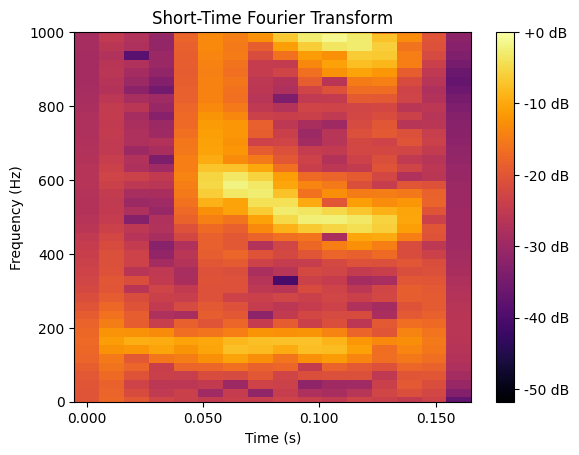 Short-Time Fourier Transform
1000
800
600
400
200
0
Frequency (Hz)
0.000
0.050
0.100
0.150
Time (s)
+0 dB
-10 dB
-20 dB
-30 dB
-40 dB
-50 dB